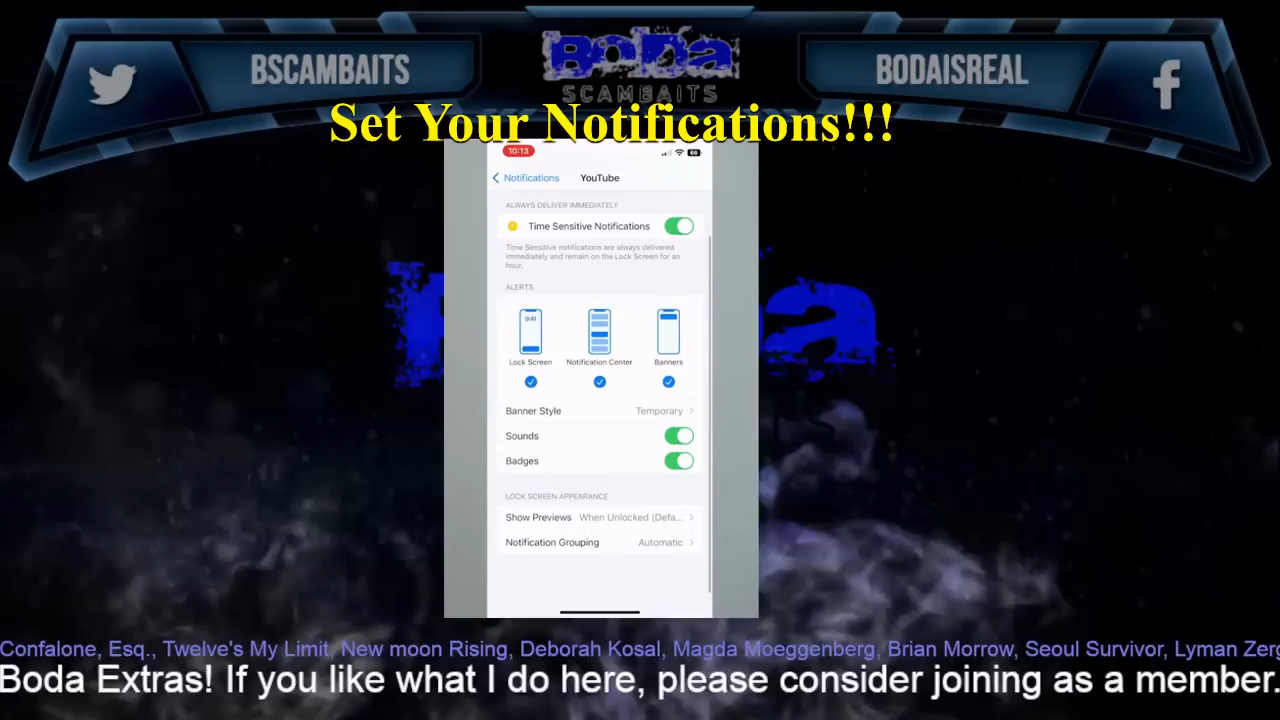 BSCAMBAITS
BoDa
SCAMBAITS
BODAISREAL
Set Your Notifications!!!
10:13
66
Notifications
YouTube
ALWAYS DELIVER IMMEDIATELY
Time Sensitive Notifications
Time Sensitive notifications are always delivered
immediately and remain on the Lock Screen for an
hour.
ALERTS
9:41
Lock Screen
Notification Center
Banners
Banner Style
Temporary
Sounds
Badges
LOCK SCREEN APPEARANCE
Show Previews
When Unlocked (Defa...
Notification Grouping
Automatic
Confalone, Esq., Twelve's My Limit, New moon Rising, Deborah Kosal, Magda Moeggenberg, Brian Morrow, Seoul Survivor, Lyman Zerg
Boda Extras! If you like what I do here, please consider joining as a member.